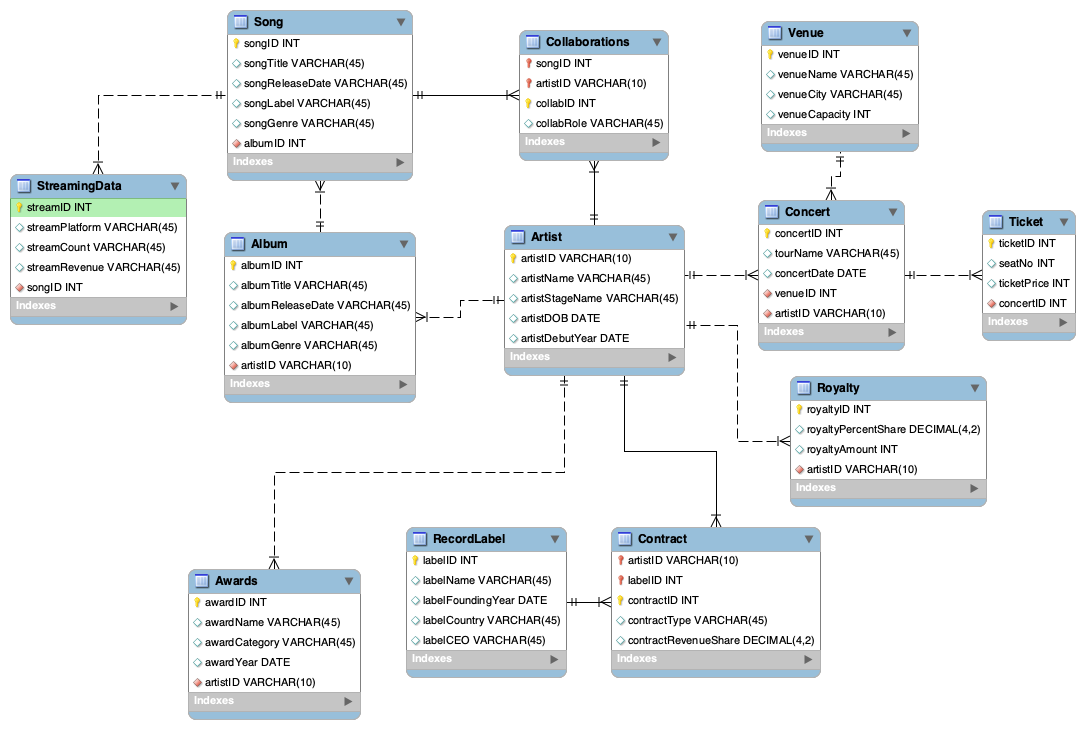 Song
songID INT
songTitle VARCHAR(45)
songReleaseDate VARCHAR(45)
songLabel VARCHAR(45)
songGenre VARCHAR(45)
albumID INT
Indexes
Collaborations
songID INT
artistID VARCHAR(10)
collabID INT
collabRole VARCHAR(45)
Indexes
Venue
venueID INT
venueName VARCHAR(45)
venueCity VARCHAR(45)
venueCapacity INT
Indexes
StreamingData
streamID INT
streamPlatform VARCHAR(45)
streamCount VARCHAR(45)
streamRevenue VARCHAR(45)
songID INT
Indexes
Album
albumID INT
albumTitle VARCHAR(45)
albumReleaseDate VARCHAR(45)
albumLabel VARCHAR(45)
albumGenre VARCHAR(45)
artistID VARCHAR(10)
Indexes
Artist
artistID VARCHAR(10)
artistName VARCHAR(45)
artistStageName VARCHAR(45)
artistDOB DATE
artistDebutYear DATE
Indexes
Concert
concertID INT
tourName VARCHAR(45)
concertDate DATE
venueID INT
artistID VARCHAR(10)
Indexes
Ticket
ticketID INT
seatNo INT
ticketPrice INT
concertID INT
Indexes
Royalty
royaltyID INT
royaltyPercentShare DECIMAL(4,2)
royaltyAmount INT
artistID VARCHAR(10)
Indexes
Awards
awardID INT
awardName VARCHAR(45)
awardCategory VARCHAR(45)
awardYear DATE
artistID VARCHAR(10)
Indexes
RecordLabel
labelID INT
labelName VARCHAR(45)
labelFoundingYear DATE
labelCountry VARCHAR(45)
labelCEO VARCHAR(45)
Indexes
Contract
artistID VARCHAR(10)
labelID INT
contractID INT
contractType VARCHAR(45)
contractRevenueShare DECIMAL(4,2)
Indexes